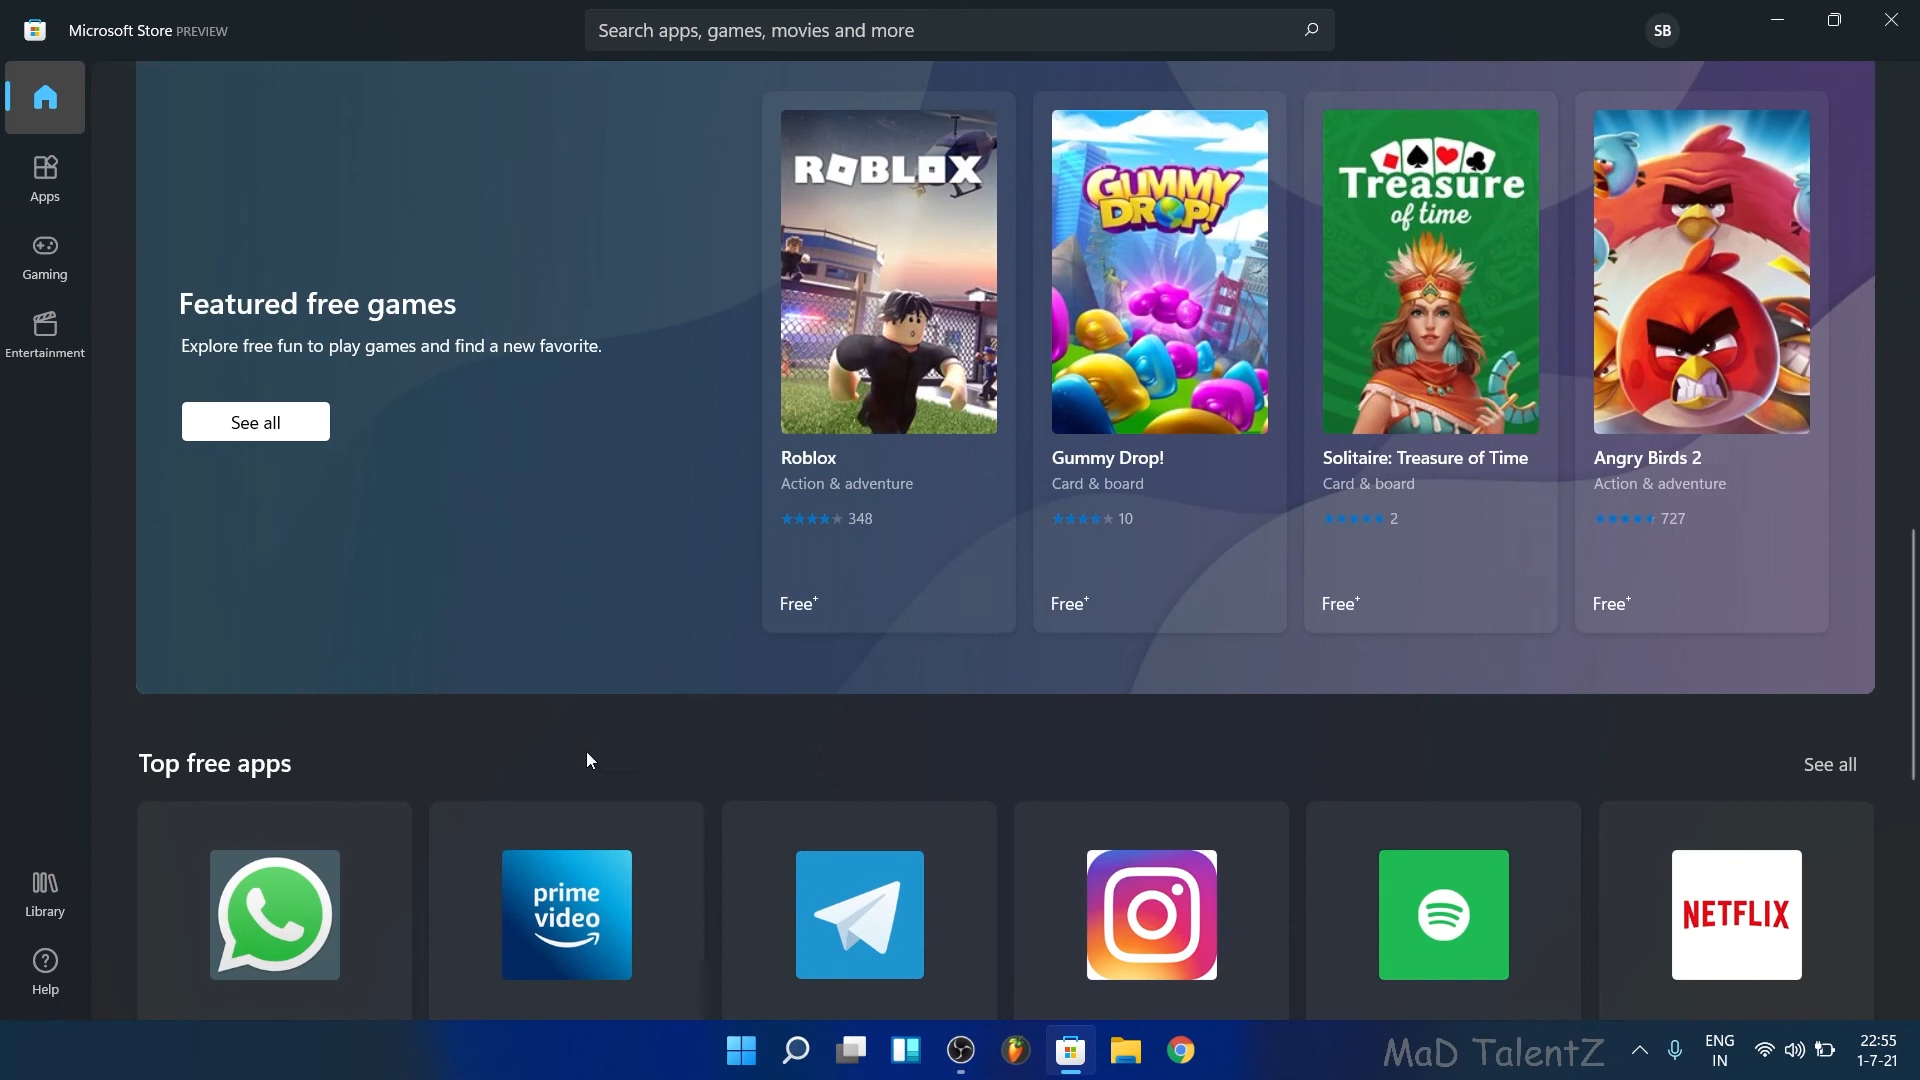 Microsoft Store PREVIEW
Search apps, games, movies and more
SB
Apps
Gaming
Entertainment
Library
Help
Featured free games
Explore free fun to play games and find a new favorite.
See all
ROBLOX
Roblox
Action & adventure
348
Free+
GUMMY
DROP!
Gummy Drop!
Card & board
10
Free+
Treasure
of time
Solitaire: Treasure of Time
Card & board
2
Free+
Angry Birds 2
Action & adventure
727
Free+
Top free apps
See all
prime
video
NETFLIX
MaD TalentZ
ENG
IN
22:55
1-7-21